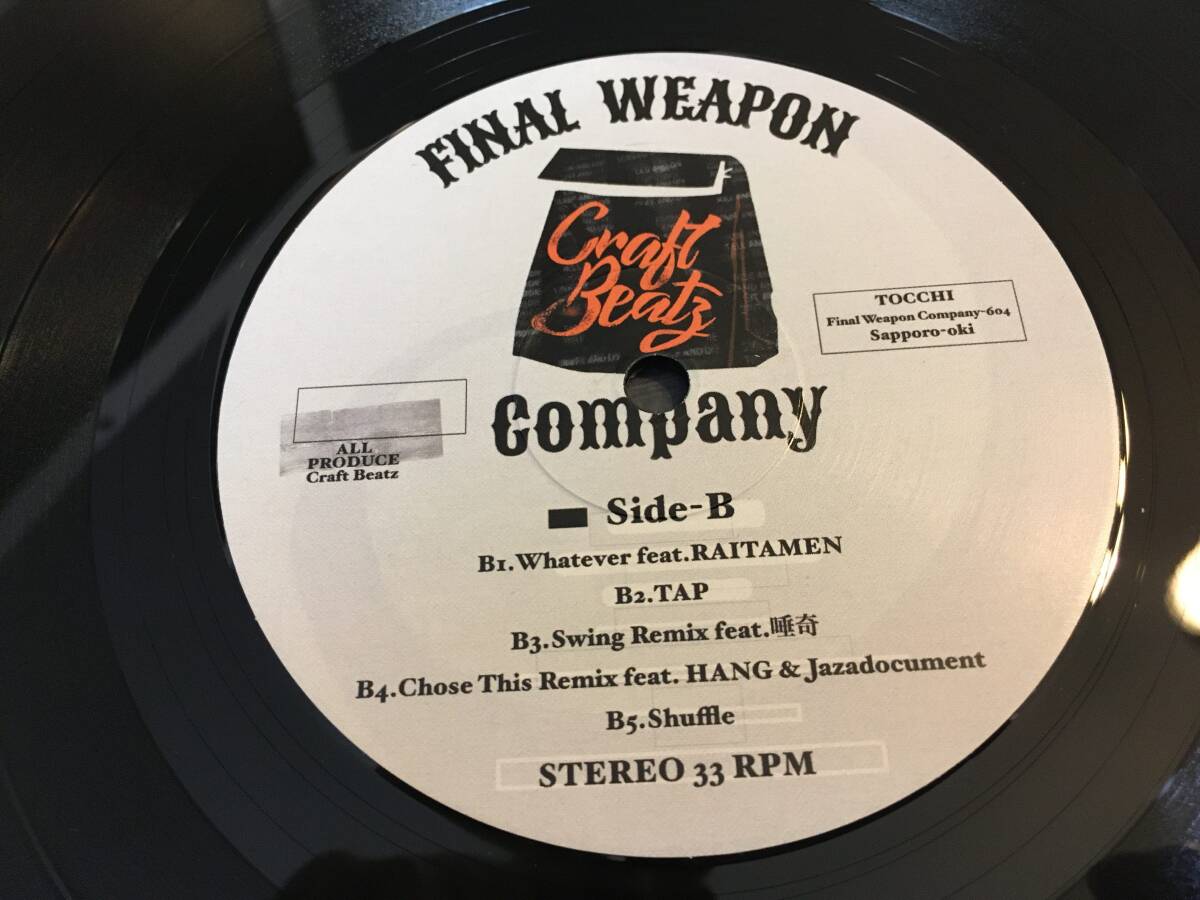 FINAL WEAPON
Craft
Beatz
Company
TOCCHI
Final Weapon Company-604
Sapporo-oki
ALL
PRODUCE
Craft Beatz
Side-B
B1.Whatever feat.RAITAMEN
B2.TAP
B3.Swing Remix feat.唾奇
B4.Chose This Remix feat. HANG & Jazadocument
B5.Shuffle
STEREO 33 RPM